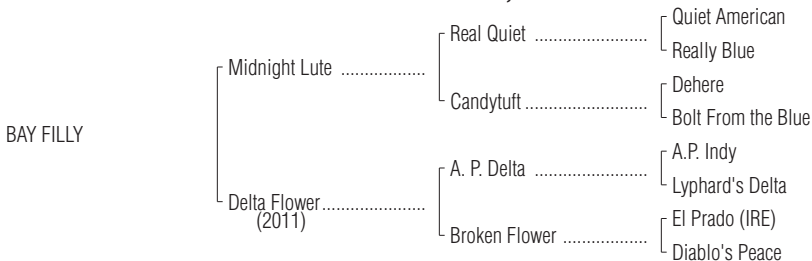 Quiet American
Real Quiet ........................
Really Blue
Midnight Lute ..................
Dehere
Candytuft..........................
Bolt From the Blue
BAY FILLY
A.P. Indy
A. P. Delta ........................
Lyphard's Delta
Delta Flower......................
(2011)
El Prado (IRE)
Broken Flower ..................
Diablo's Peace